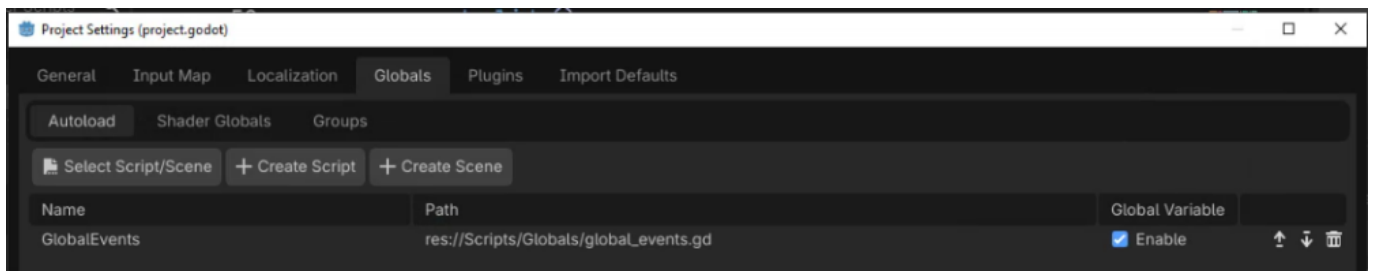 Project Settings (project.godot)
General Input Map Localization Globals Plugins Import Defaults
Autoload Shader Globals Groups
Select Script/Scene + Create Script + Create Scene
Name Path Global Variable
GlobalEvents res://Scripts/Globals/global_events.gd Enable